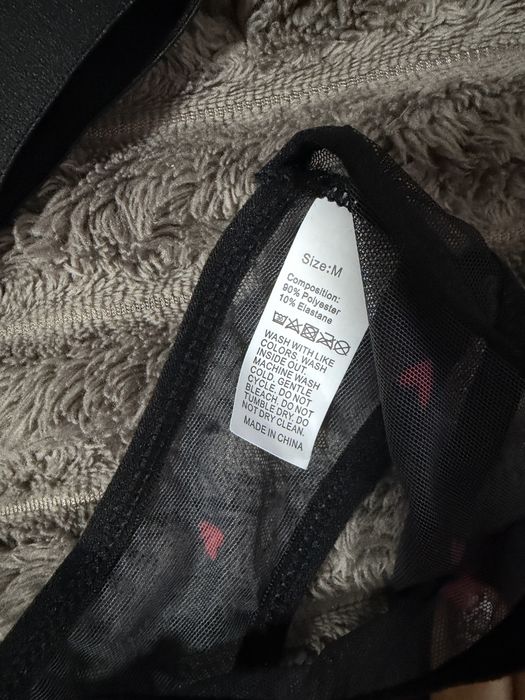 Size:M
Composition:
90% Polyester
10% Elastane
WASH WITH LIKE
COLORS. WASH
INSIDE OUT.
MACHINE WASH
COLD. GENTLE
CYCLE. DO NOT
BLEACH. DO NOT
TUMBLE DRY. DO
NOT DRY CLEAN.
MADE IN CHINA